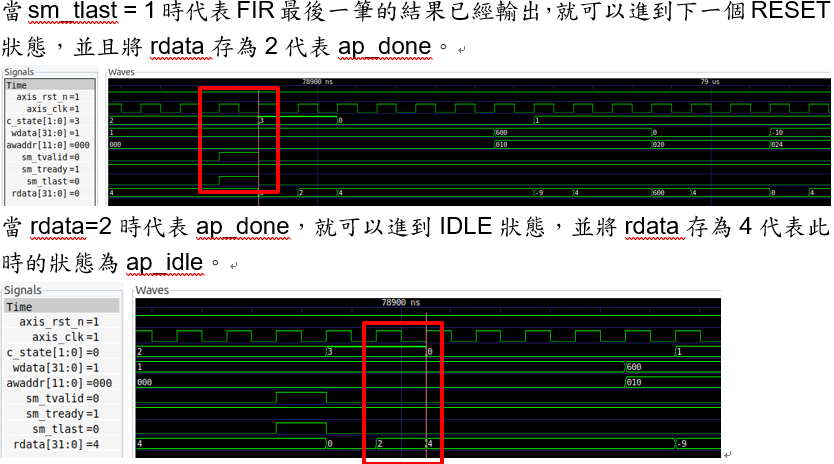 當 sm_tlast = 1 時代表 FIR 最後一筆的結果已經輸出,就可以進到下一個 RESET
狀態，並且將 rdata 存為 2 代表 ap_done。
Signals
Waves
Time
78900 ns
79 us
axis_rst_n=1
axis_clk=1
c_state[1:0]=3
2 3 0 1
wdata[31:0]=1
1 600 0 -10
awaddr[11:0]=000
000 010 020 024
sm_tvalid=0
sm_tready=1
sm_tlast=0
rdata[31:0]=0
4 0 2 4 -9 4 600 4 0 4
當 rdata=2 時代表 ap_done，就可以進到 IDLE 狀態，並將 rdata 存為 4 代表此
時的狀態為 ap_idle。
Signals
Waves
Time
78900 ns
axis_rst_n=1
axis_clk=1
c_state[1:0]=0
2 3 0 1
wdata[31:0]=1
1 600
awaddr[11:0]=000
000 010
sm_tvalid=0
sm_tready=1
sm_tlast=0
rdata[31:0]=4
4 0 2 4 -9